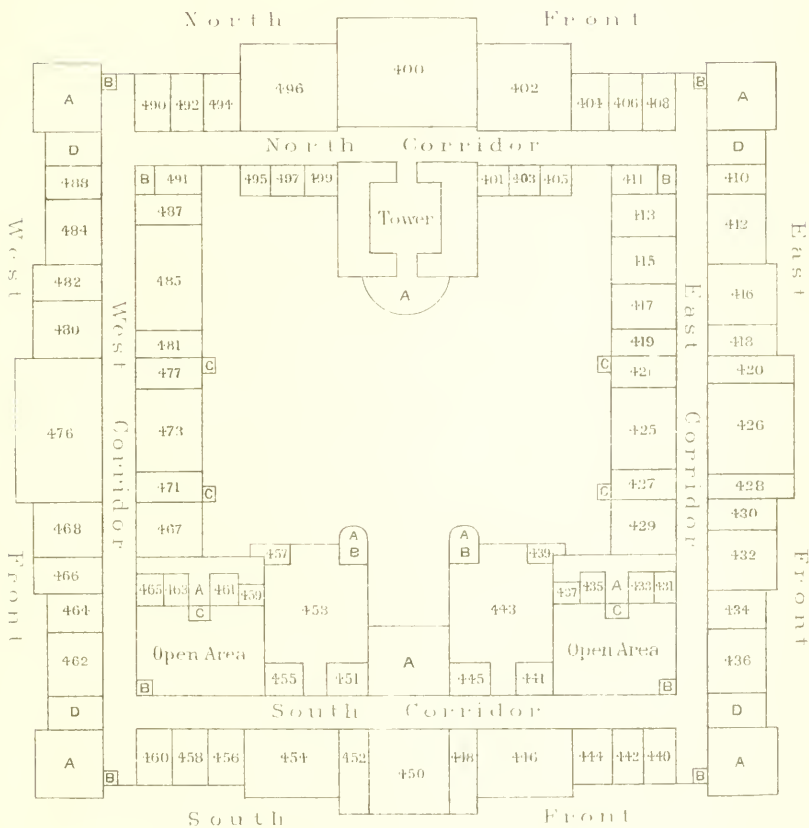 North Front
400
496 402
A B 490 492 494 404 406 408 B A
North Corridor
D D
488 B 491 495 497 499 401 403 405 411 B 410
487 413
484 Tower 412
West East
485 415
482 416
A
480 417
West Corridor East Corridor
481 419 418
477 C C 421 420
476 473 425 426
471 C C 427 428
468 467 429 430
A A
B B
457 439 432
466
465 463 A 461 459 453 443 437 435 A 433 431
C C
464 434
Front Front
462 Open Area A Open Area 436
455 451 445 441
D B B D
South Corridor
A 460 458 456 454 452 450 448 446 444 442 440 A
B B
South Front